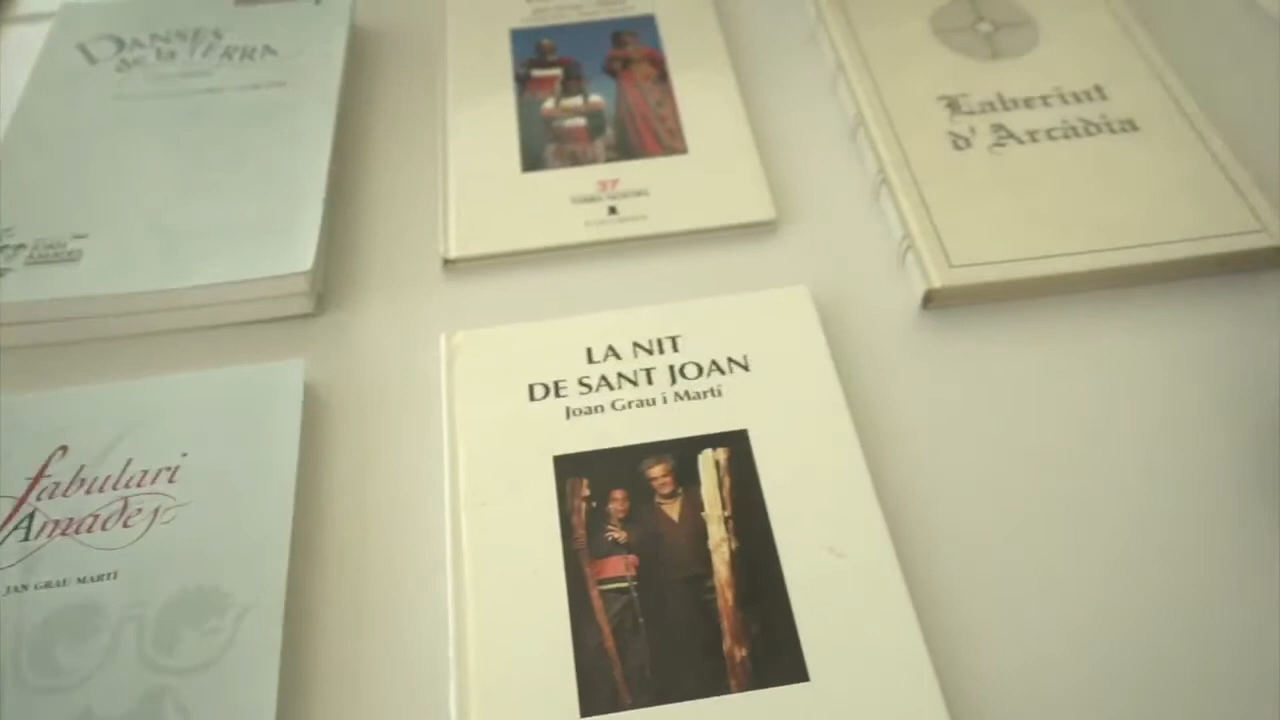 DANSES
de la TERRA
37
Laberint
d'Arcàdia
LA NIT
DE SANT JOAN
Joan Grau i Martí
fabulari
Amades
JAN GRAU MARTÍ